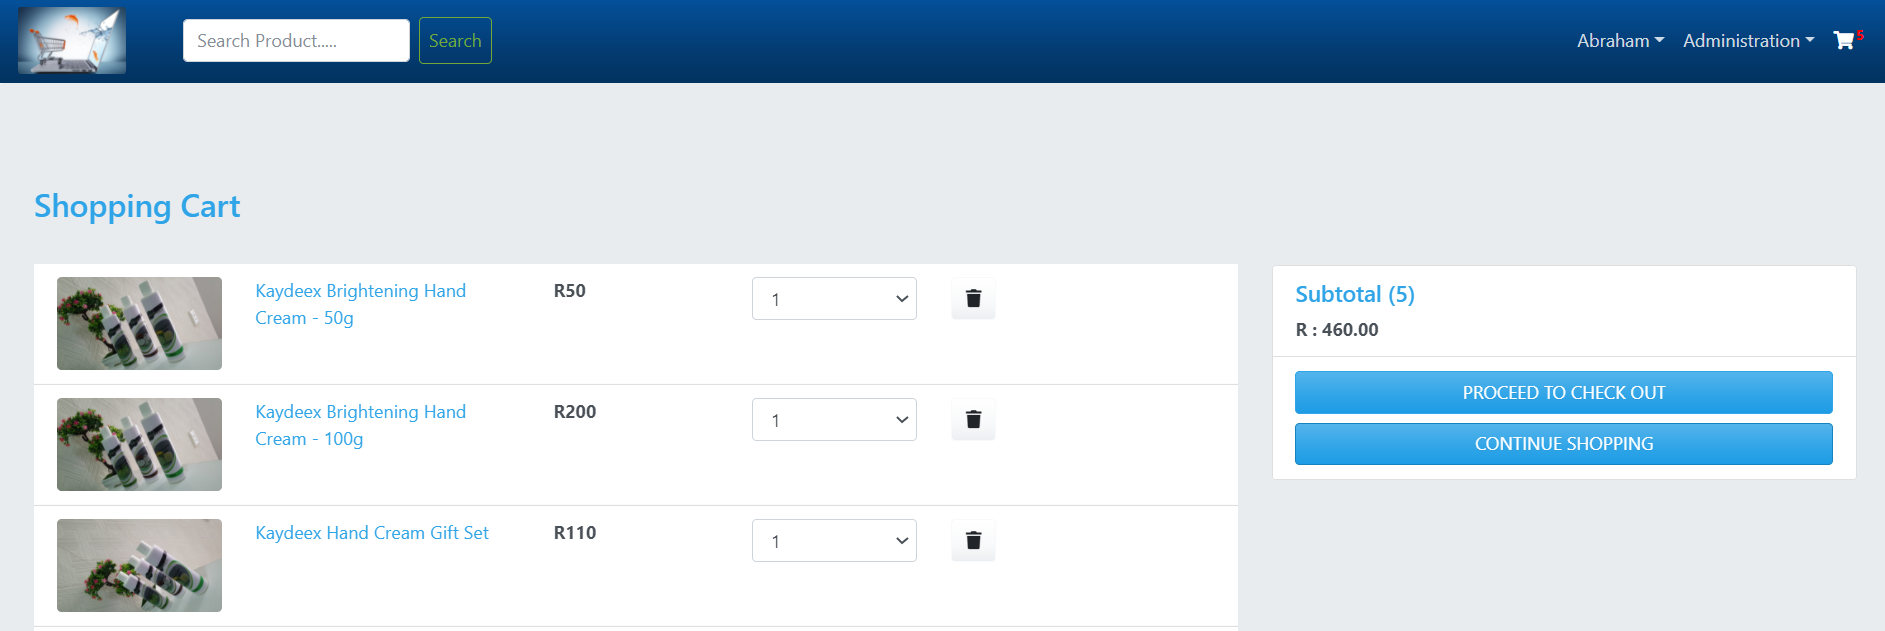 Search Product.....
Search
Abraham
Administration
5
Shopping Cart
Kaydeex Brightening Hand
Cream - 50g
R50
1
Kaydeex Brightening Hand
Cream - 100g
R200
1
Kaydeex Hand Cream Gift Set
R110
1
Subtotal (5)
R : 460.00
PROCEED TO CHECK OUT
CONTINUE SHOPPING